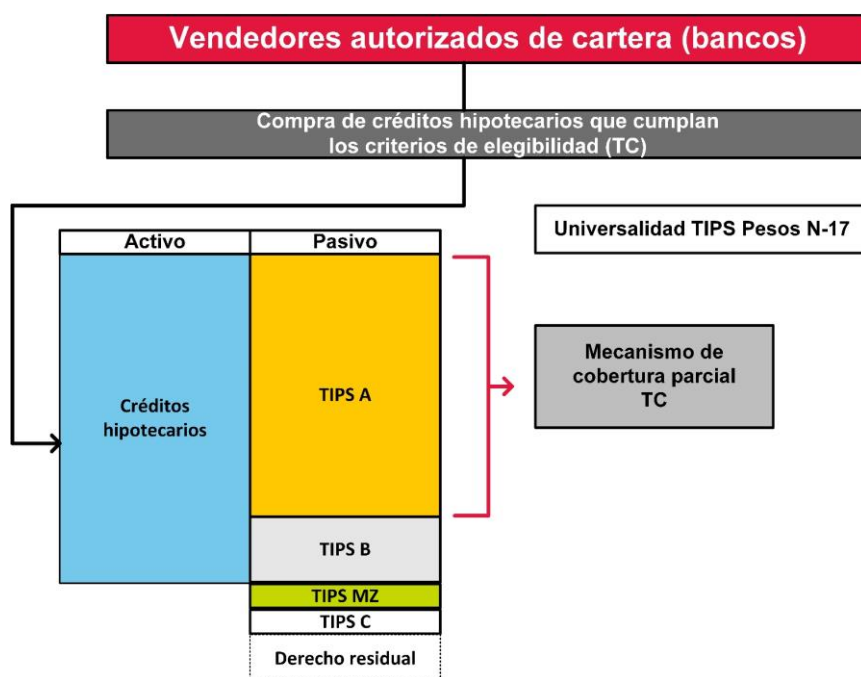 Vendedores autorizados de cartera (bancos)
Compra de créditos hipotecarios que cumplan
los criterios de elegibilidad (TC)
Universalidad TIPS Pesos N-17
Activo
Pasivo
Créditos
hipotecarios
TIPS A
Mecanismo de
cobertura parcial
TC
TIPS B
TIPS MZ
TIPS C
Derecho residual